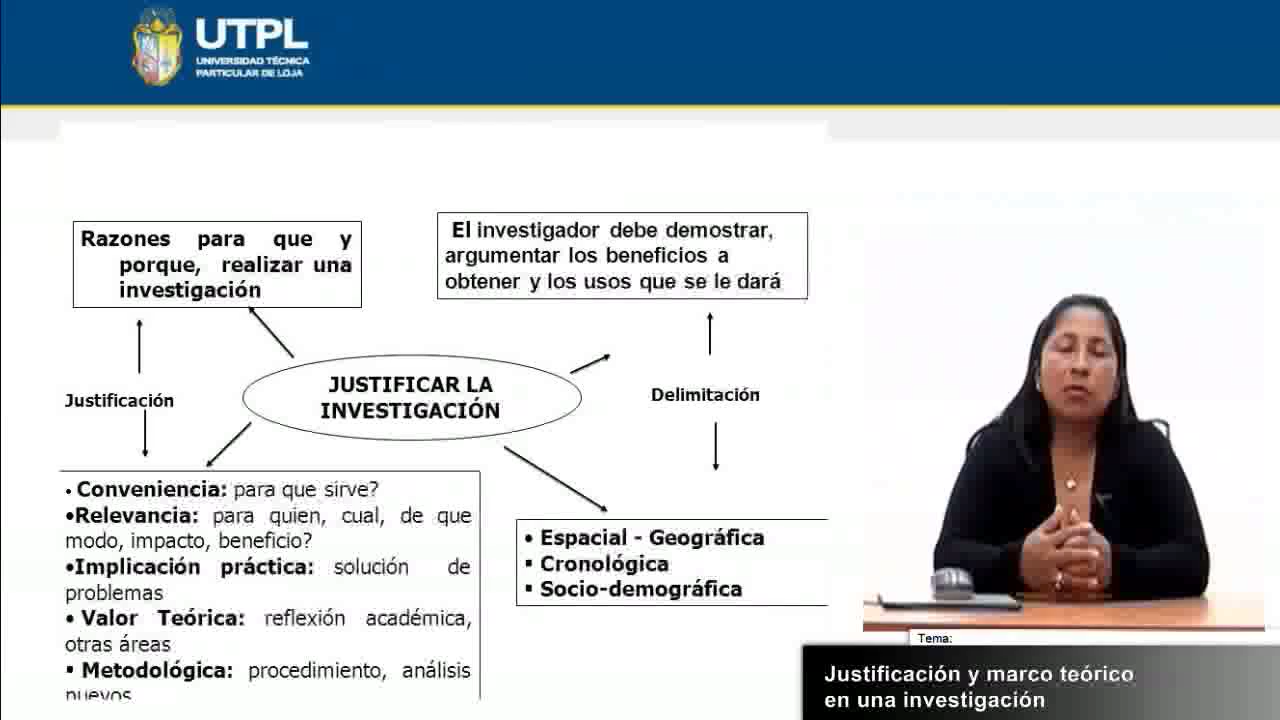 UTPL
UNIVERSIDAD TÉCNICA
PARTICULAR DE LOJA
Razones para que y
porque, realizar una
investigación
El investigador debe demostrar,
argumentar los beneficios a
obtener y los usos que se le dará
Justificación
JUSTIFICAR LA
INVESTIGACIÓN
Delimitación
• Conveniencia: para que sirve?
•Relevancia: para quien, cual, de que
modo, impacto, beneficio?
•Implicación práctica: solución de
problemas
• Valor Teórica: reflexión académica,
otras áreas
▪ Metodológica: procedimiento, análisis
nuevos
• Espacial - Geográfica
▪ Cronológica
▪ Socio-demográfica
Tema:
Justificación y marco teórico
en una investigación